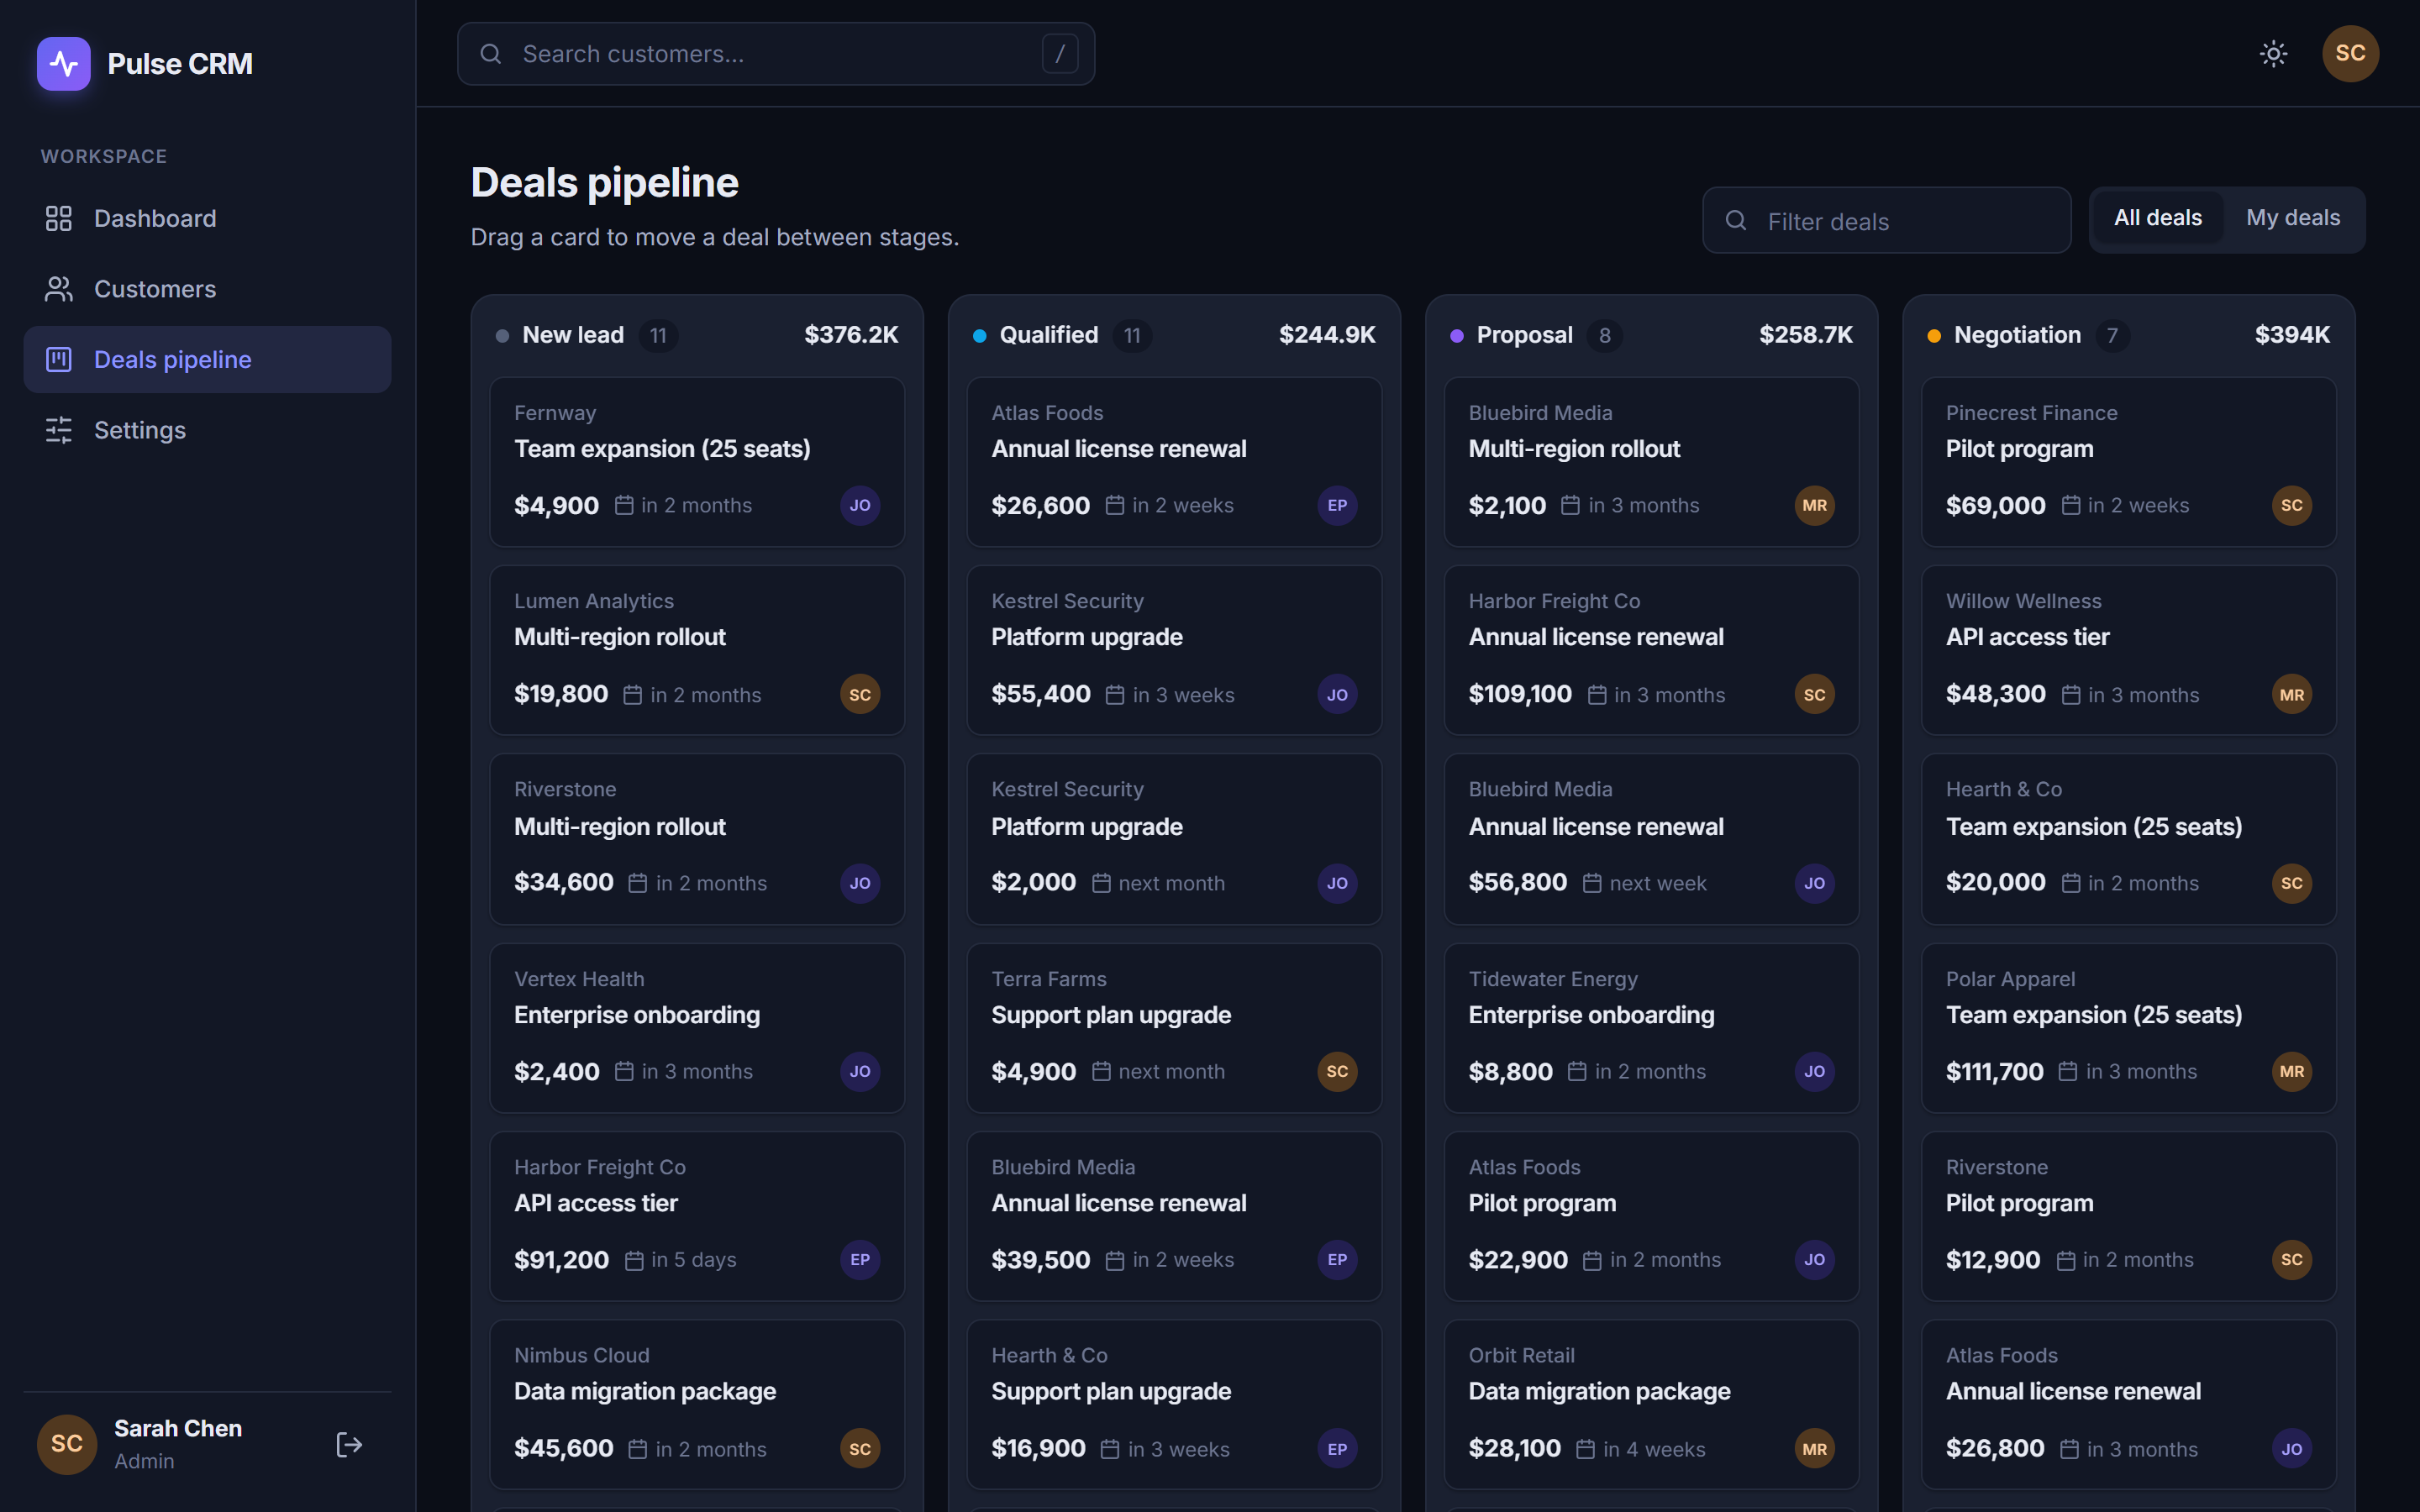 Pulse CRM
WORKSPACE
Dashboard
Customers
Deals pipeline
Settings
SC
Sarah Chen
Admin
Search customers...
/
SC
Deals pipeline
Drag a card to move a deal between stages.
Filter deals
All deals
My deals
New lead 11 $376.2K
Fernway
Team expansion (25 seats)
$4,900 in 2 months JO
Lumen Analytics
Multi-region rollout
$19,800 in 2 months SC
Riverstone
Multi-region rollout
$34,600 in 2 months JO
Vertex Health
Enterprise onboarding
$2,400 in 3 months JO
Harbor Freight Co
API access tier
$91,200 in 5 days EP
Nimbus Cloud
Data migration package
$45,600 in 2 months SC
Qualified 11 $244.9K
Atlas Foods
Annual license renewal
$26,600 in 2 weeks EP
Kestrel Security
Platform upgrade
$55,400 in 3 weeks JO
Kestrel Security
Platform upgrade
$2,000 next month JO
Terra Farms
Support plan upgrade
$4,900 next month SC
Bluebird Media
Annual license renewal
$39,500 in 2 weeks EP
Hearth & Co
Support plan upgrade
$16,900 in 3 weeks EP
Proposal 8 $258.7K
Bluebird Media
Multi-region rollout
$2,100 in 3 months MR
Harbor Freight Co
Annual license renewal
$109,100 in 3 months SC
Bluebird Media
Annual license renewal
$56,800 next week JO
Tidewater Energy
Enterprise onboarding
$8,800 in 2 months JO
Atlas Foods
Pilot program
$22,900 in 2 months JO
Orbit Retail
Data migration package
$28,100 in 4 weeks MR
Negotiation 7 $394K
Pinecrest Finance
Pilot program
$69,000 in 2 weeks SC
Willow Wellness
API access tier
$48,300 in 3 months MR
Hearth & Co
Team expansion (25 seats)
$20,000 in 2 months SC
Polar Apparel
Team expansion (25 seats)
$111,700 in 3 months MR
Riverstone
Pilot program
$12,900 in 2 months SC
Atlas Foods
Annual license renewal
$26,800 in 3 months JO